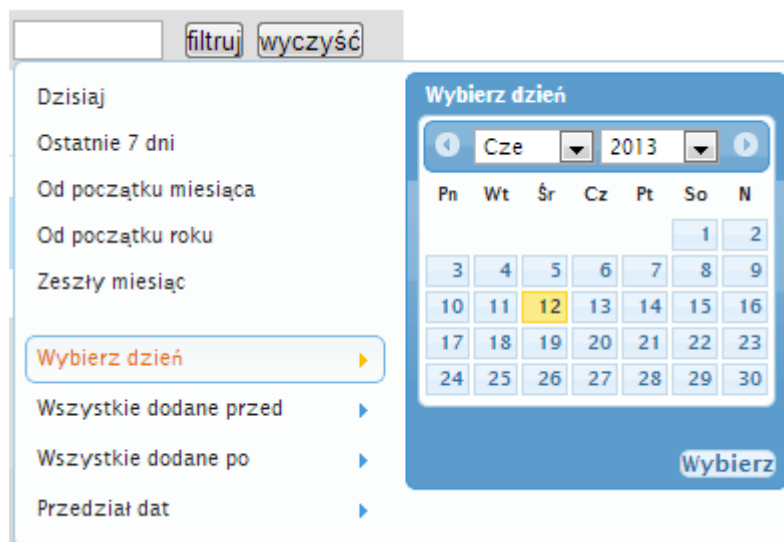 filtruj wyczyść
Dzisiaj
Ostatnie 7 dni
Od początku miesiąca
Od początku roku
Zeszły miesiąc
Wybierz dzień
Wszystkie dodane przed
Wszystkie dodane po
Przedział dat
Wybierz dzień
Cze 2013
Pn Wt Śr Cz Pt So N
1 2
3 4 5 6 7 8 9
10 11 12 13 14 15 16
17 18 19 20 21 22 23
24 25 26 27 28 29 30
Wybierz